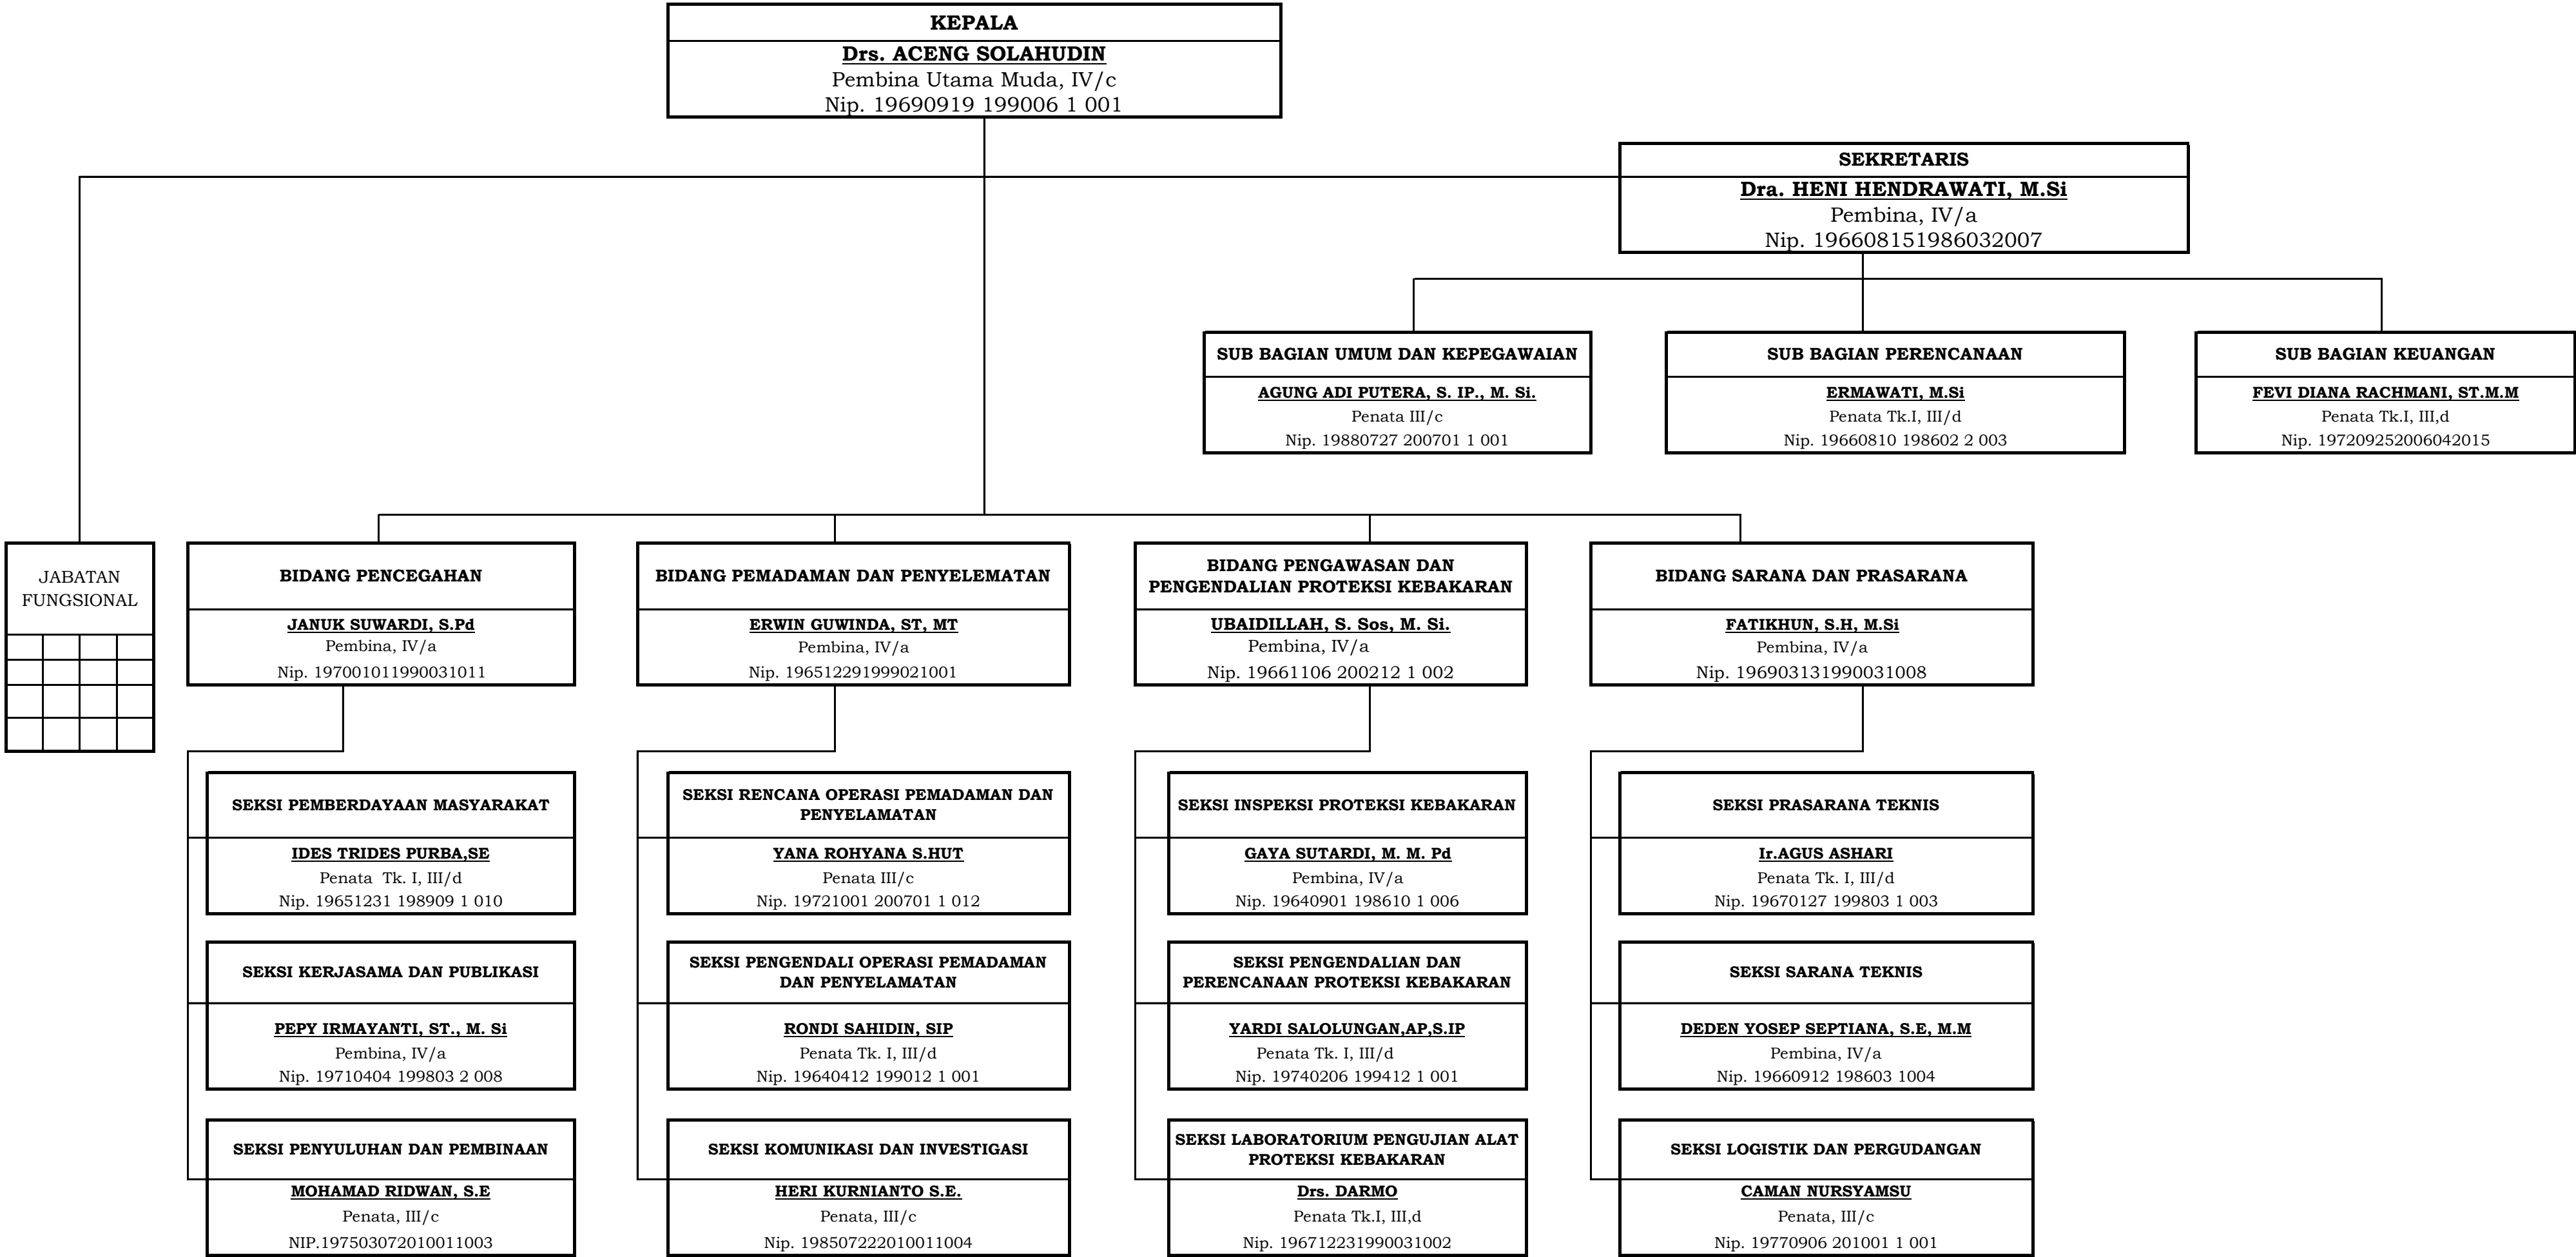 KEPALA
Drs. ACENG SOLAHUDIN
Pembina Utama Muda, IV/c
Nip. 19690919 199006 1 001
SEKRETARIS
Dra. HENI HENDRAWATI, M.Si
Pembina, IV/a
Nip. 196608151986032007
SUB BAGIAN UMUM DAN KEPEGAWAIAN
AGUNG ADI PUTERA, S. IP., M. Si.
Penata III/c
Nip. 19880727 200701 1 001
SUB BAGIAN PERENCANAAN
ERMAWATI, M.Si
Penata Tk.I, III/d
Nip. 19660810 198602 2 003
SUB BAGIAN KEUANGAN
FEVI DIANA RACHMANI, ST.M.M
Penata Tk.I, III,d
Nip. 197209252006042015
JABATAN
FUNGSIONAL
BIDANG PENCEGAHAN
JANUK SUWARDI, S.Pd
Pembina, IV/a
Nip. 197001011990031011
BIDANG PEMADAMAN DAN PENYELEMATAN
ERWIN GUWINDA, ST, MT
Pembina, IV/a
Nip. 196512291999021001
BIDANG PENGAWASAN DAN
PENGENDALIAN PROTEKSI KEBAKARAN
UBAIDILLAH, S. Sos, M. Si.
Pembina, IV/a
Nip. 19661106 200212 1 002
BIDANG SARANA DAN PRASARANA
FATIKHUN, S.H, M.Si
Pembina, IV/a
Nip. 196903131990031008
SEKSI PEMBERDAYAAN MASYARAKAT
IDES TRIDES PURBA,SE
Penata  Tk. I, III/d
Nip. 19651231 198909 1 010
SEKSI RENCANA OPERASI PEMADAMAN DAN
PENYELAMATAN
YANA ROHYANA S.HUT
Penata III/c
Nip. 19721001 200701 1 012
SEKSI INSPEKSI PROTEKSI KEBAKARAN
GAYA SUTARDI, M. M. Pd
Pembina, IV/a
Nip. 19640901 198610 1 006
SEKSI PRASARANA TEKNIS
Ir.AGUS ASHARI
Penata Tk. I, III/d
Nip. 19670127 199803 1 003
SEKSI KERJASAMA DAN PUBLIKASI
PEPY IRMAYANTI, ST., M. Si
Pembina, IV/a
Nip. 19710404 199803 2 008
SEKSI PENGENDALI OPERASI PEMADAMAN
DAN PENYELAMATAN
RONDI SAHIDIN, SIP
Penata Tk. I, III/d
Nip. 19640412 199012 1 001
SEKSI PENGENDALIAN DAN
PERENCANAAN PROTEKSI KEBAKARAN
YARDI SALOLUNGAN,AP,S.IP
Penata Tk. I, III/d
Nip. 19740206 199412 1 001
SEKSI SARANA TEKNIS
DEDEN YOSEP SEPTIANA, S.E, M.M
Pembina, IV/a
Nip. 19660912 198603 1004
SEKSI PENYULUHAN DAN PEMBINAAN
MOHAMAD RIDWAN, S.E
Penata, III/c
NIP.197503072010011003
SEKSI KOMUNIKASI DAN INVESTIGASI
HERI KURNIANTO S.E.
Penata, III/c
Nip. 198507222010011004
SEKSI LABORATORIUM PENGUJIAN ALAT
PROTEKSI KEBAKARAN
Drs. DARMO
Penata Tk.I, III,d
Nip. 196712231990031002
SEKSI LOGISTIK DAN PERGUDANGAN
CAMAN NURSYAMSU
Penata, III/c
Nip. 19770906 201001 1 001